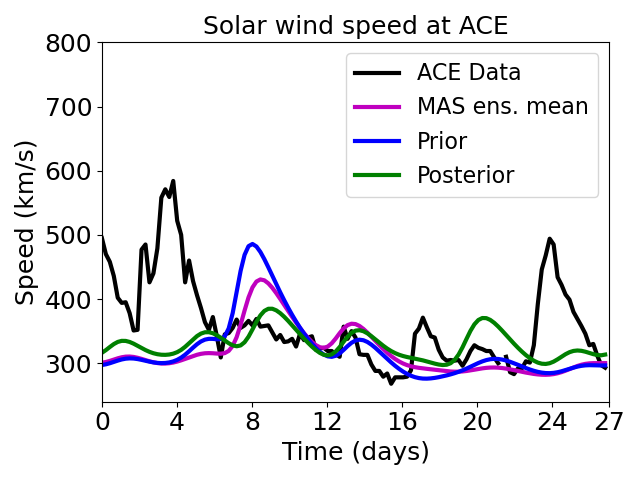 Solar wind speed at ACE
800
700
600
500
400
300
Speed (km/s)
ACE Data
MAS ens. mean
Prior
Posterior
0 4 8 12 16 20 24 27
Time (days)